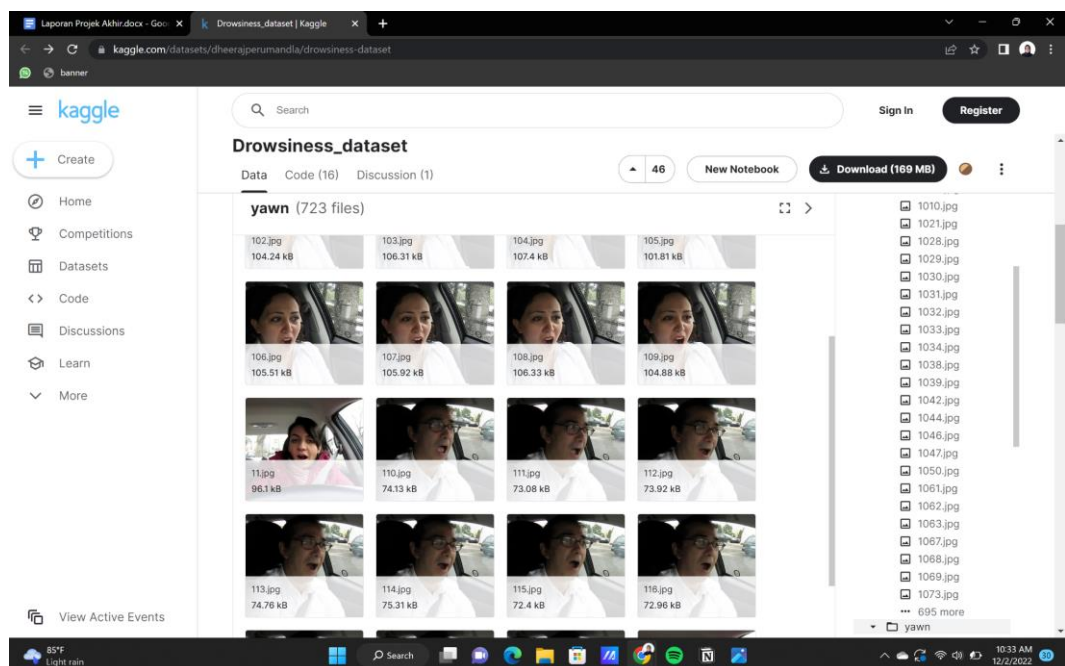 Laporan Projek Akhir.docx - Goo
Drowsiness_dataset | Kaggle
kaggle.com/datasets/dheerajperumandla/drowsiness-dataset
banner
kaggle
Search
Sign In
Register
Create
Home
Competitions
Datasets
Code
Discussions
Learn
More
View Active Events
Drowsiness_dataset
Data Code (16) Discussion (1)
46
New Notebook
Download (169 MB)
yawn (723 files)
102.jpg 103.jpg 104.jpg 105.jpg
104.24 kB 106.31 kB 107.4 kB 101.81 kB
106.jpg 107.jpg 108.jpg 109.jpg
105.51 kB 105.92 kB 106.33 kB 104.88 kB
11.jpg 110.jpg 111.jpg 112.jpg
96.1 kB 74.13 kB 73.08 kB 73.92 kB
113.jpg 114.jpg 115.jpg 116.jpg
74.76 kB 75.31 kB 72.4 kB 72.96 kB
1010.jpg
1021.jpg
1028.jpg
1029.jpg
1030.jpg
1031.jpg
1032.jpg
1033.jpg
1034.jpg
1038.jpg
1039.jpg
1042.jpg
1044.jpg
1046.jpg
1047.jpg
1050.jpg
1061.jpg
1062.jpg
1063.jpg
1067.jpg
1068.jpg
1069.jpg
1073.jpg
695 more
yawn
85°F
Light rain
Search
10:33 AM
12/2/2022
30